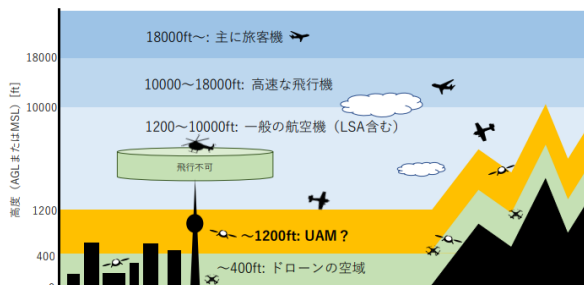 18000ft～: 主に旅客機
18000
10000～18000ft: 高速な飛行機
10000
1200～10000ft: 一般の航空機（LSA含む）
飛行不可
高度（AGLまたはMSL）[ft]
1200
～1200ft: UAM？
400
～400ft: ドローンの空域
0